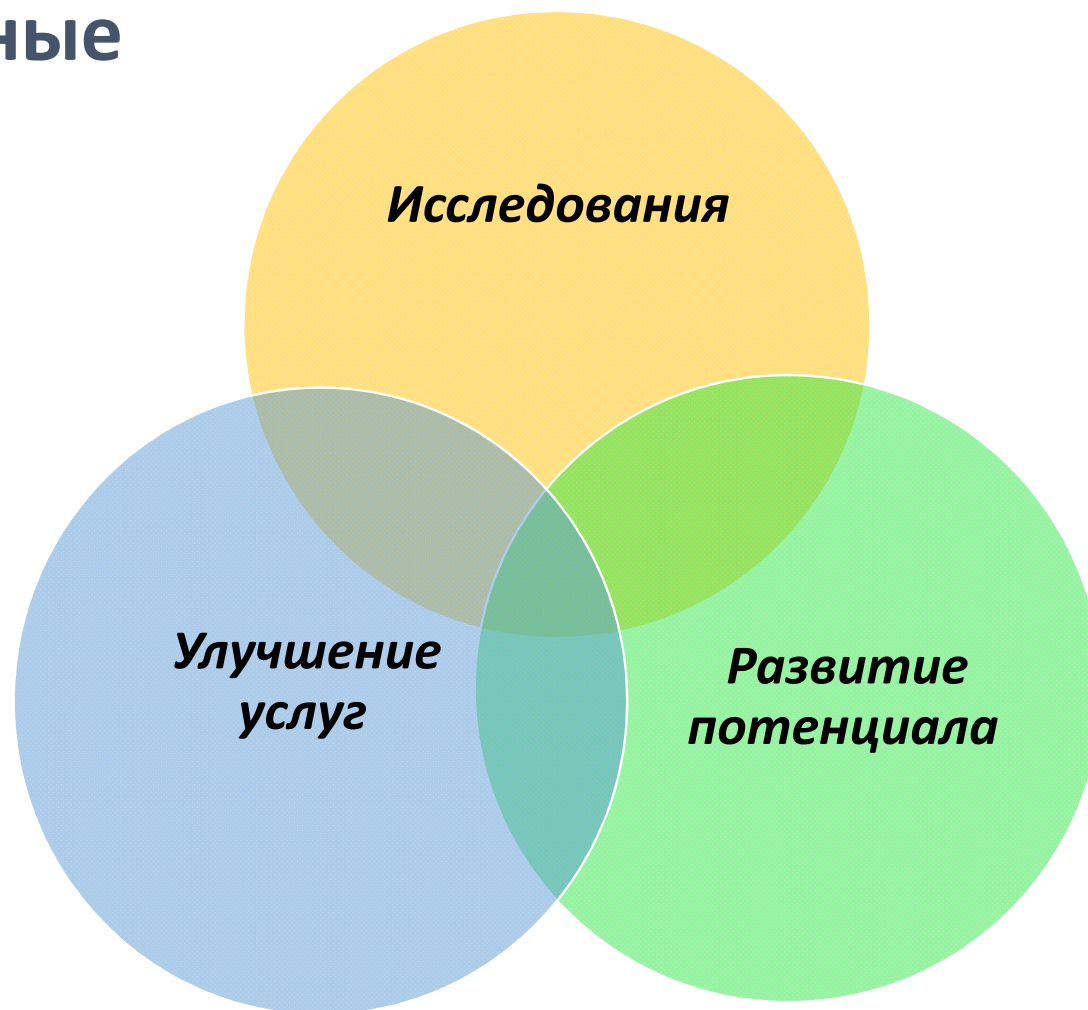 ные
Исследования
Улучшение
услуг
Развитие
потенциала